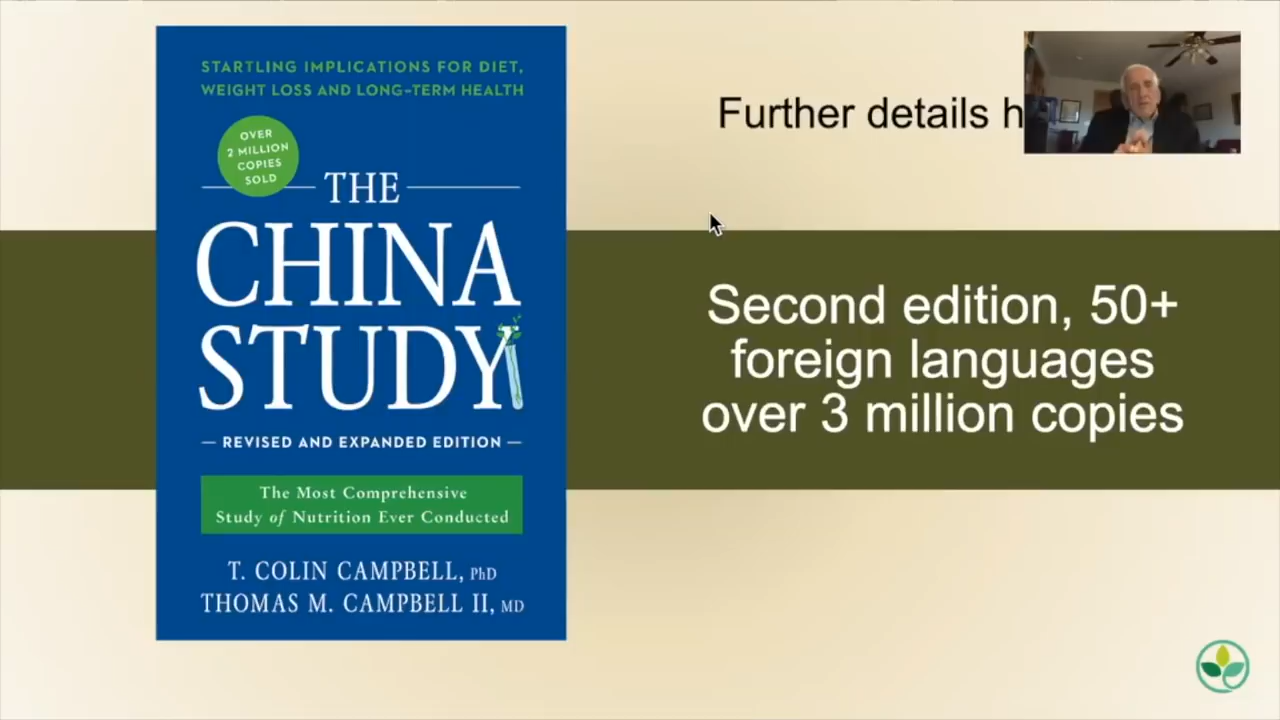 STARTLING IMPLICATIONS FOR DIET,
WEIGHT LOSS AND LONG-TERM HEALTH
OVER
2 MILLION
COPIES
SOLD
THE
CHINA
STUDY
— REVISED AND EXPANDED EDITION —
The Most Comprehensive
Study of Nutrition Ever Conducted
T. COLIN CAMPBELL, PhD
THOMAS M. CAMPBELL II, MD
Further details h
Second edition, 50+
foreign languages
over 3 million copies